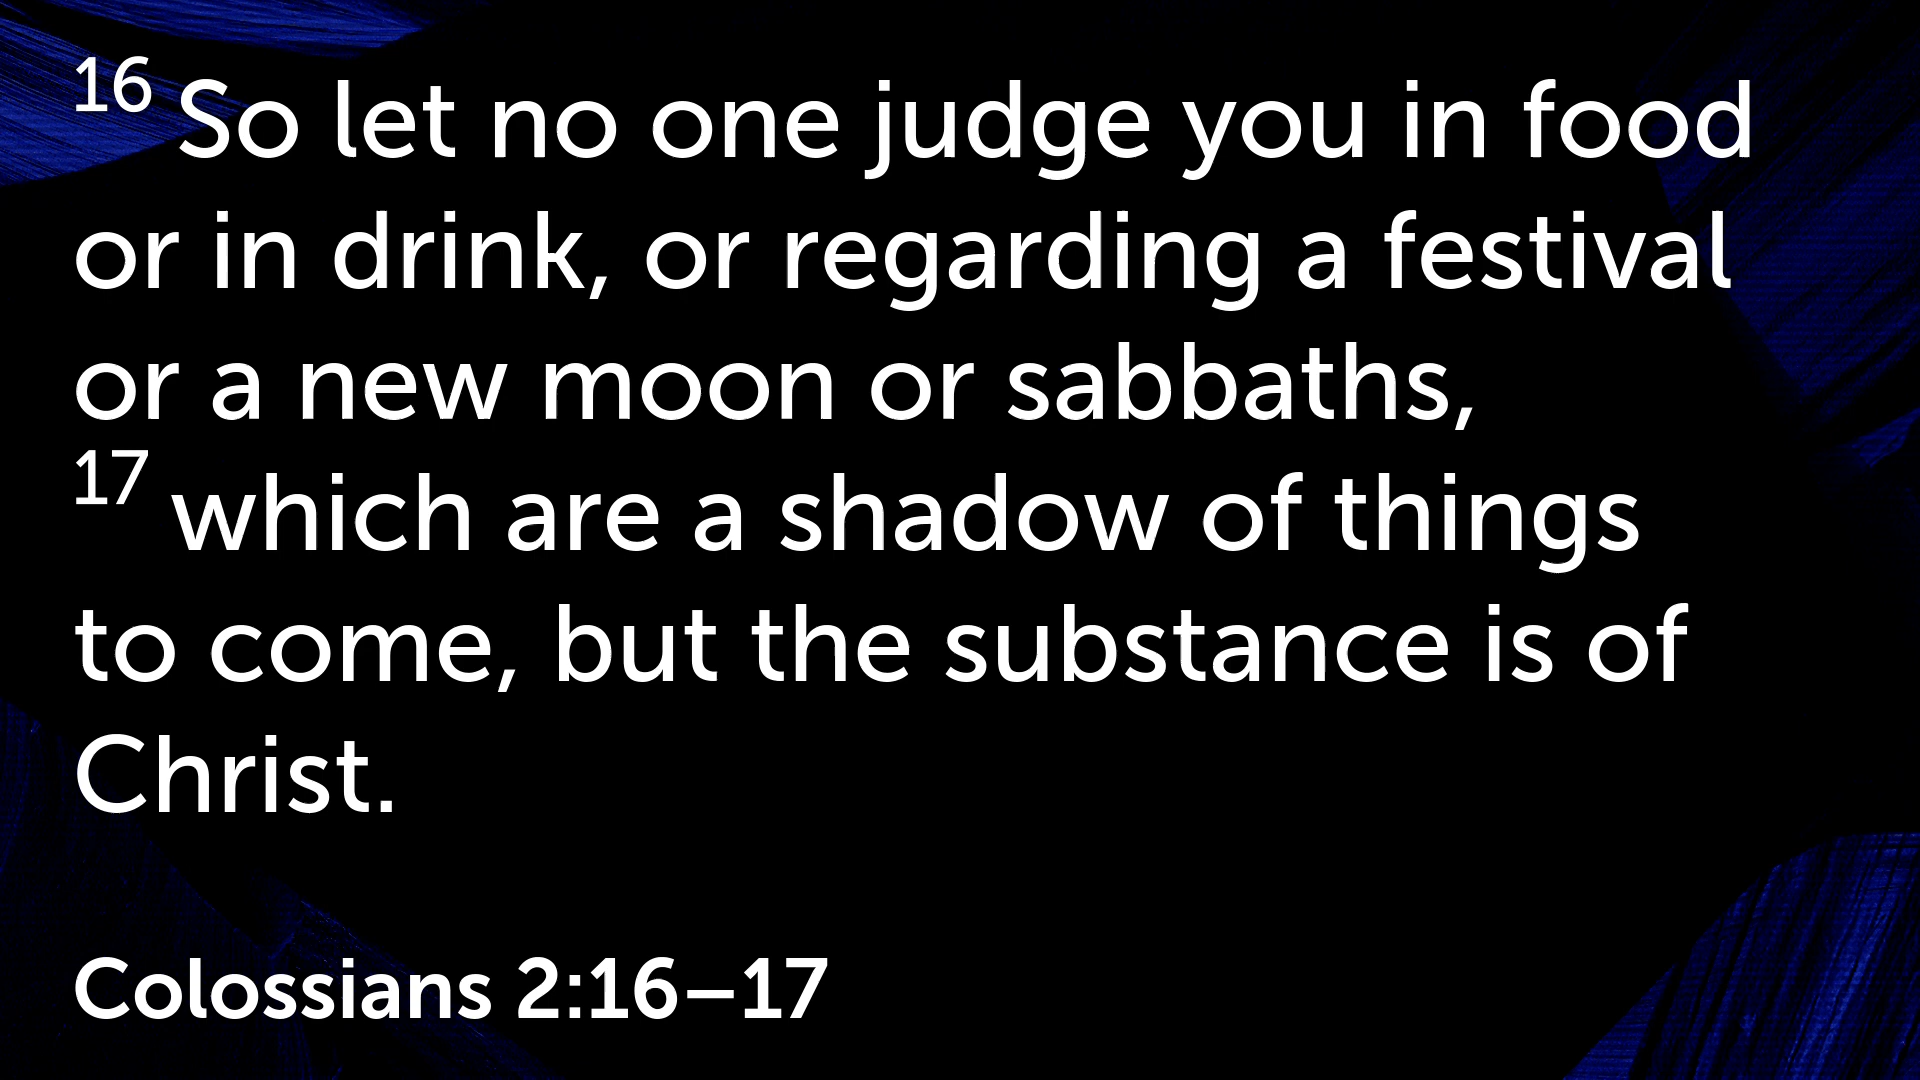 16 So let no one judge you in food
or in drink, or regarding a festival
or a new moon or sabbaths,
17 which are a shadow of things
to come, but the substance is of
Christ.
Colossians 2:16–17